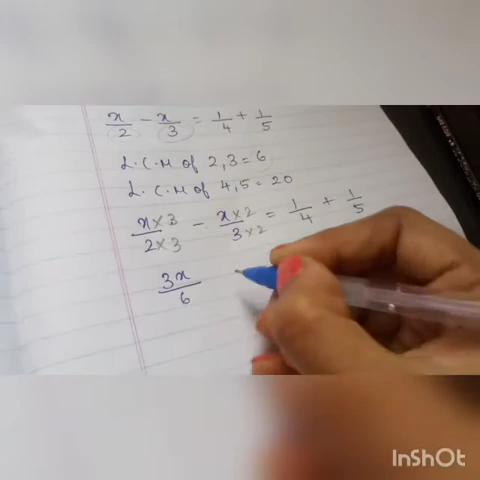 x/2 - x/3 = 1/4 + 1/5
L.C.M of 2,3 = 6
L.C.M of 4,5 = 20
x×3/2×3 - x×2/3×2 = 1/4 + 1/5
3x/6
InShOt